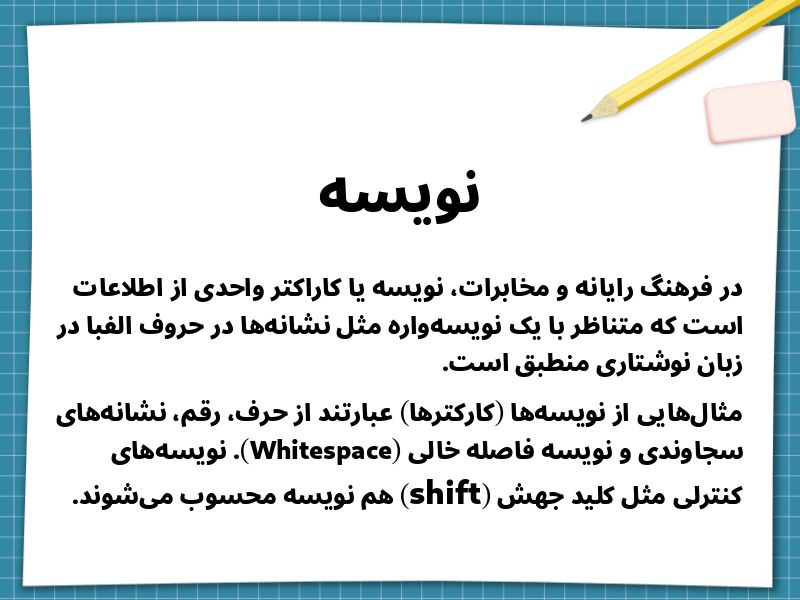 نویسه
در فرهنگ رایانه و مخابرات، نویسه یا کاراکتر واحدی از اطلاعات
است که متناظر با یک نویسه‌واره مثل نشانه‌ها در حروف الفبا در
زبان نوشتاری منطبق است.
مثال‌هایی از نویسه‌ها (کارکترها) عبارتند از حرف، رقم، نشانه‌های
سجاوندی و نویسه فاصله خالی (Whitespace). نویسه‌های
کنترلی مثل کلید جهش (shift) هم نویسه محسوب می‌شوند.